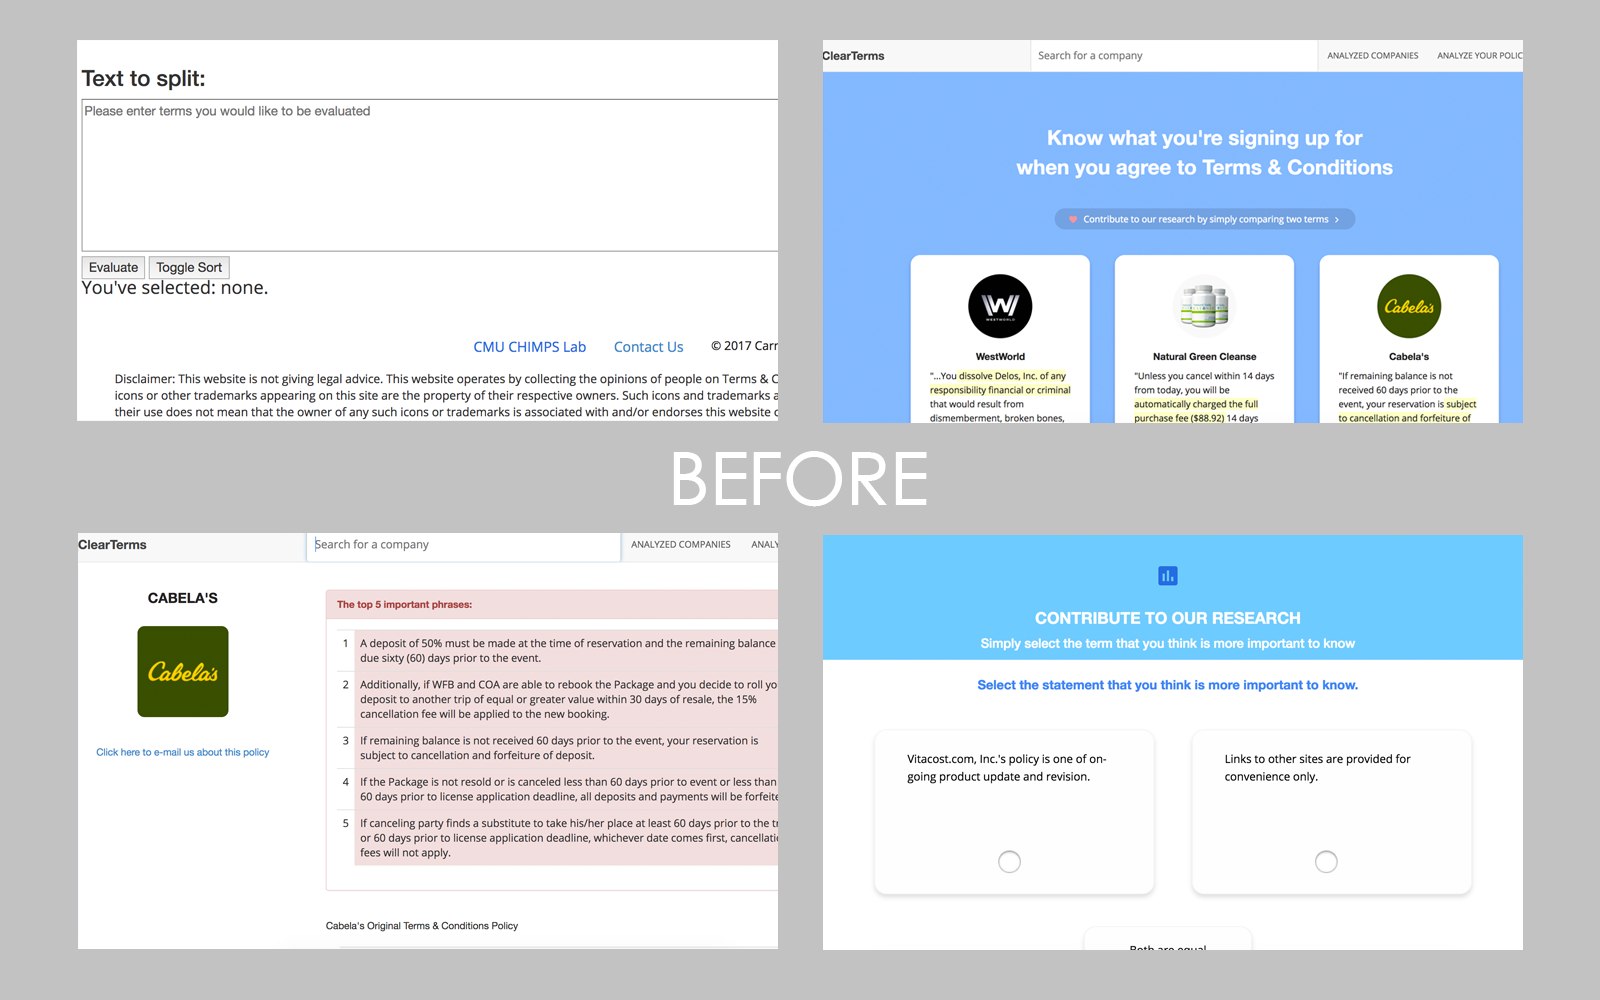 Text to split:
Please enter terms you would like to be evaluated
Evaluate Toggle Sort
You've selected: none.
CMU CHIMPS Lab Contact Us © 2017 Carn
Disclaimer: This website is not giving legal advice. This website operates by collecting the opinions of people on Terms & C
icons or other trademarks appearing on this site are the property of their respective owners. Such icons and trademarks a
their use does not mean that the owner of any such icons or trademarks is associated with and/or endorses this website o
ClearTerms Search for a company ANALYZED COMPANIES ANALYZE YOUR POLIC
Know what you're signing up for
when you agree to Terms & Conditions
Contribute to our research by simply comparing two terms >
W
WESTWORLD
WestWorld
"...You dissolve Delos, Inc. of any
responsibility financial or criminal
that would result from
dismemberment, broken bones,
Natural Green Cleanse
"Unless you cancel within 14 days
from today, you will be
automatically charged the full
purchase fee ($88.92) 14 days
Cabela's
Cabela's
"If remaining balance is not
received 60 days prior to the
event, your reservation is subject
to cancellation and forfeiture of
BEFORE
ClearTerms Search for a company ANALYZED COMPANIES ANALY
CABELA'S
Cabela's
Click here to e-mail us about this policy
The top 5 important phrases:
1 A deposit of 50% must be made at the time of reservation and the remaining balance
due sixty (60) days prior to the event.
2 Additionally, if WFB and COA are able to rebook the Package and you decide to roll yo
deposit to another trip of equal or greater value within 30 days of resale, the 15%
cancellation fee will be applied to the new booking.
3 If remaining balance is not received 60 days prior to the event, your reservation is
subject to cancellation and forfeiture of deposit.
4 If the Package is not resold or is canceled less than 60 days prior to event or less than
60 days prior to license application deadline, all deposits and payments will be forfeite
5 If canceling party finds a substitute to take his/her place at least 60 days prior to the tr
or 60 days prior to license application deadline, whichever date comes first, cancellati
fees will not apply.
Cabela's Original Terms & Conditions Policy
CONTRIBUTE TO OUR RESEARCH
Simply select the term that you think is more important to know
Select the statement that you think is more important to know.
Vitacost.com, Inc.'s policy is one of on-
going product update and revision.
Links to other sites are provided for
convenience only.
Both are equal